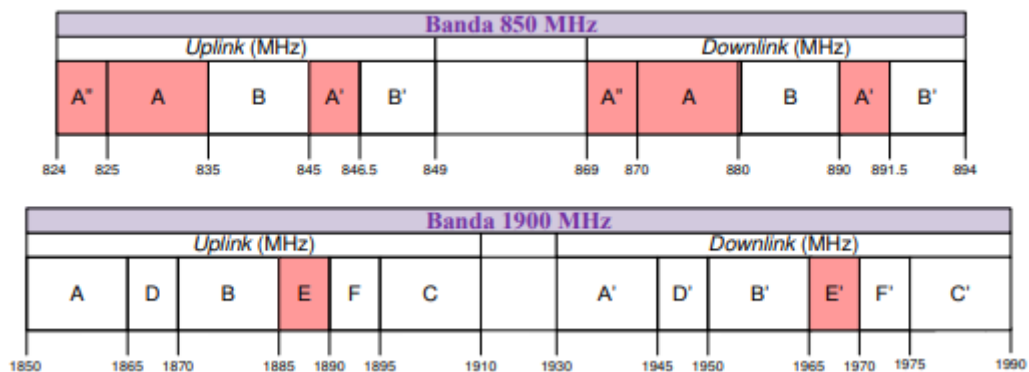 Banda 850 MHz
Uplink (MHz) Downlink (MHz)
A" A B A' B' A" A B A' B'
824 825 835 845 846.5 849 869 870 880 890 891.5 894
Banda 1900 MHz
Uplink (MHz) Downlink (MHz)
A D B E F C A' D' B' E' F' C'
1850 1865 1870 1885 1890 1895 1910 1930 1945 1950 1965 1970 1975 1990